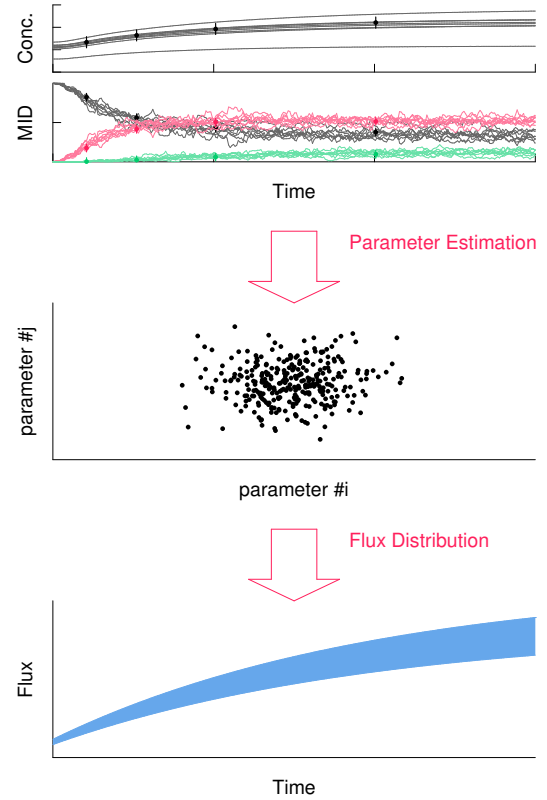 Conc.
MID
Time
Parameter Estimation
parameter #j
parameter #i
Flux Distribution
Flux
Time